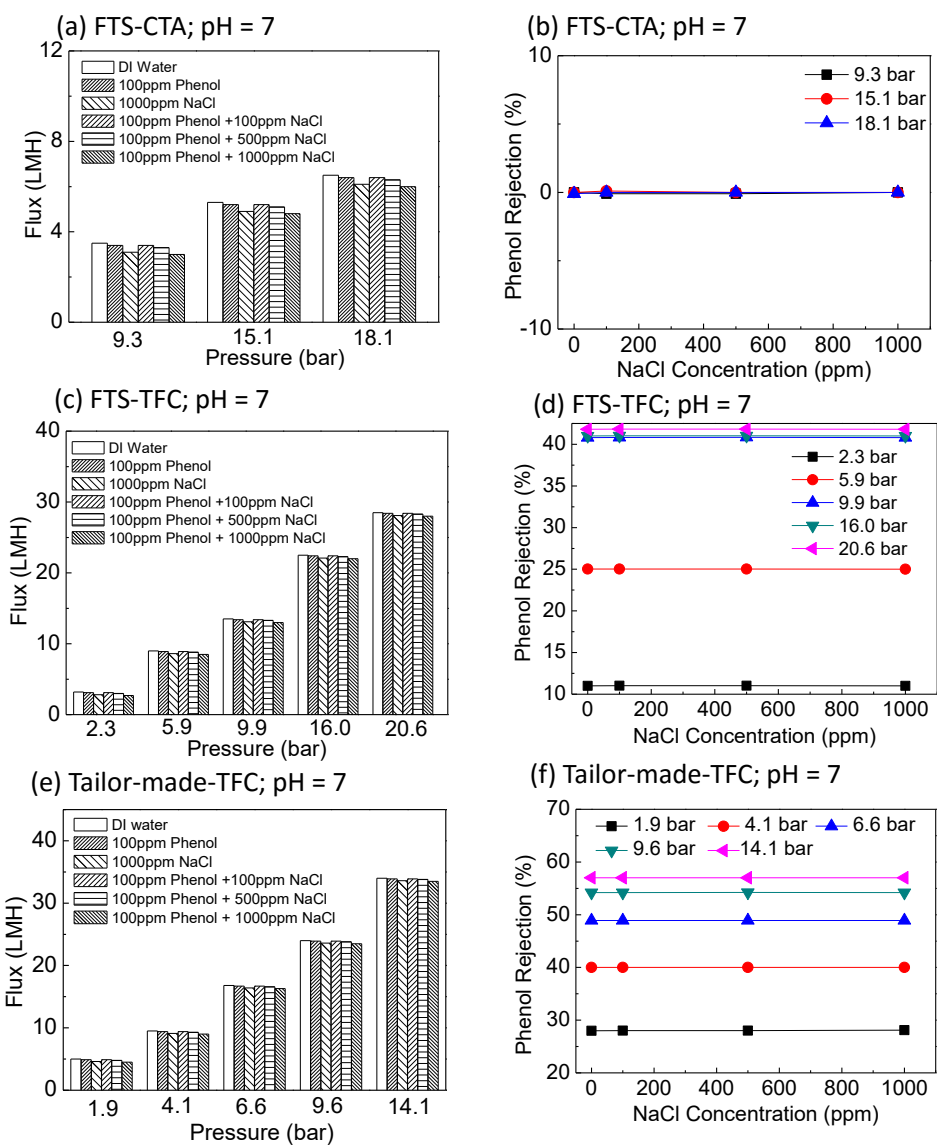 (a) FTS-CTA; pH = 7
12
8
4
0
Flux (LMH)
DI Water
100ppm Phenol
1000ppm NaCl
100ppm Phenol +100ppm NaCl
100ppm Phenol + 500ppm NaCl
100ppm Phenol + 1000ppm NaCl
9.3 15.1 18.1
Pressure (bar)
(b) FTS-CTA; pH = 7
10
0
-10
Phenol Rejection (%)
9.3 bar
15.1 bar
18.1 bar
0 200 400 600 800 1000
NaCl Concentration (ppm)
(c) FTS-TFC; pH = 7
40
30
20
10
0
Flux (LMH)
DI Water
100ppm Phenol
1000ppm NaCl
100ppm Phenol +100ppm NaCl
100ppm Phenol + 500ppm NaCl
100ppm Phenol + 1000ppm NaCl
2.3 5.9 9.9 16.0 20.6
Pressure (bar)
(d) FTS-TFC; pH = 7
40
35
30
25
20
15
10
Phenol Rejection (%)
2.3 bar
5.9 bar
9.9 bar
16.0 bar
20.6 bar
0 200 400 600 800 1000
NaCl Concentration (ppm)
(e) Tailor-made-TFC; pH = 7
40
30
20
10
0
Flux (LMH)
DI water
100ppm Phenol
1000ppm NaCl
100ppm Phenol +100ppm NaCl
100ppm Phenol + 500ppm NaCl
100ppm Phenol + 1000ppm NaCl
1.9 4.1 6.6 9.6 14.1
Pressure (bar)
(f) Tailor-made-TFC; pH = 7
70
60
50
40
30
20
Phenol Rejection (%)
1.9 bar 4.1 bar 6.6 bar
9.6 bar 14.1 bar
0 200 400 600 800 1000
NaCl Concentration (ppm)